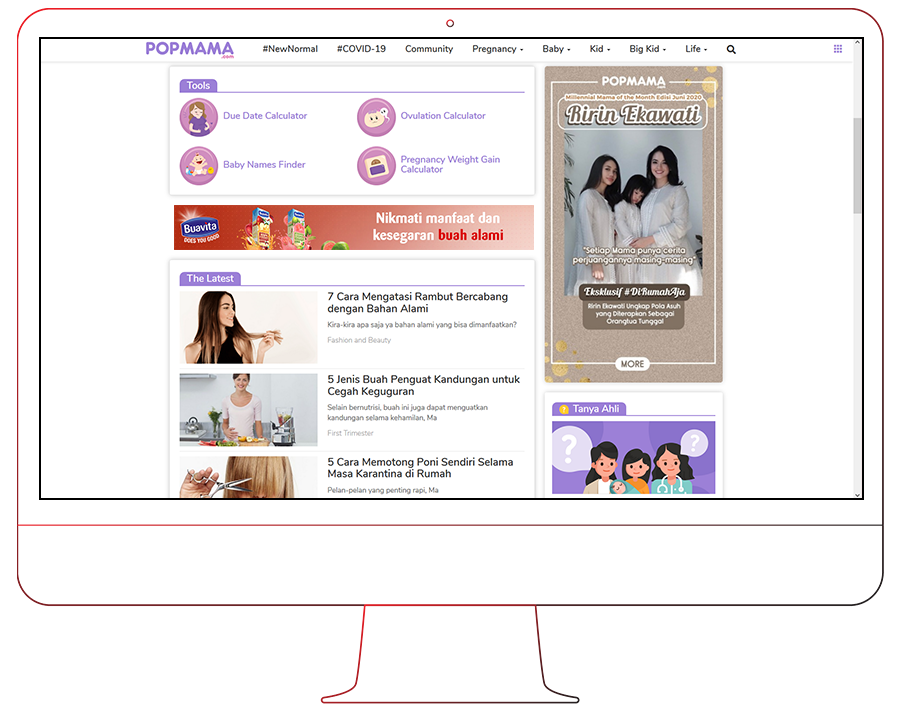 POPMAMA
.com
#NewNormal
#COVID-19
Community
Pregnancy
Baby
Kid
Big Kid
Life
Tools
Due Date Calculator
Ovulation Calculator
Baby Names Finder
Pregnancy Weight Gain
Calculator
Buavita
DOES YOU GOOD
Nikmati manfaat dan
kesegaran buah alami
The Latest
7 Cara Mengatasi Rambut Bercabang
dengan Bahan Alami
Kira-kira apa saja ya bahan alami yang bisa dimanfaatkan?
Fashion and Beauty
5 Jenis Buah Penguat Kandungan untuk
Cegah Keguguran
Selain bernutrisi, buah ini juga dapat menguatkan
kandungan selama kehamilan, Ma
First Trimester
5 Cara Memotong Poni Sendiri Selama
Masa Karantina di Rumah
Pelan-pelan yang penting rapi, Ma
POPMAMA
.com
Millennial Mama of the Month Edisi Juni 2020
Ririn Ekawati
"Setiap Mama punya cerita
perjuangannya masing-masing"
Eksklusif #DiRumahAja
Ririn Ekawati Ungkap Pola Asuh
yang Diterapkan Sebagai
Orangtua Tunggal
MORE
? Tanya Ahli
?
?